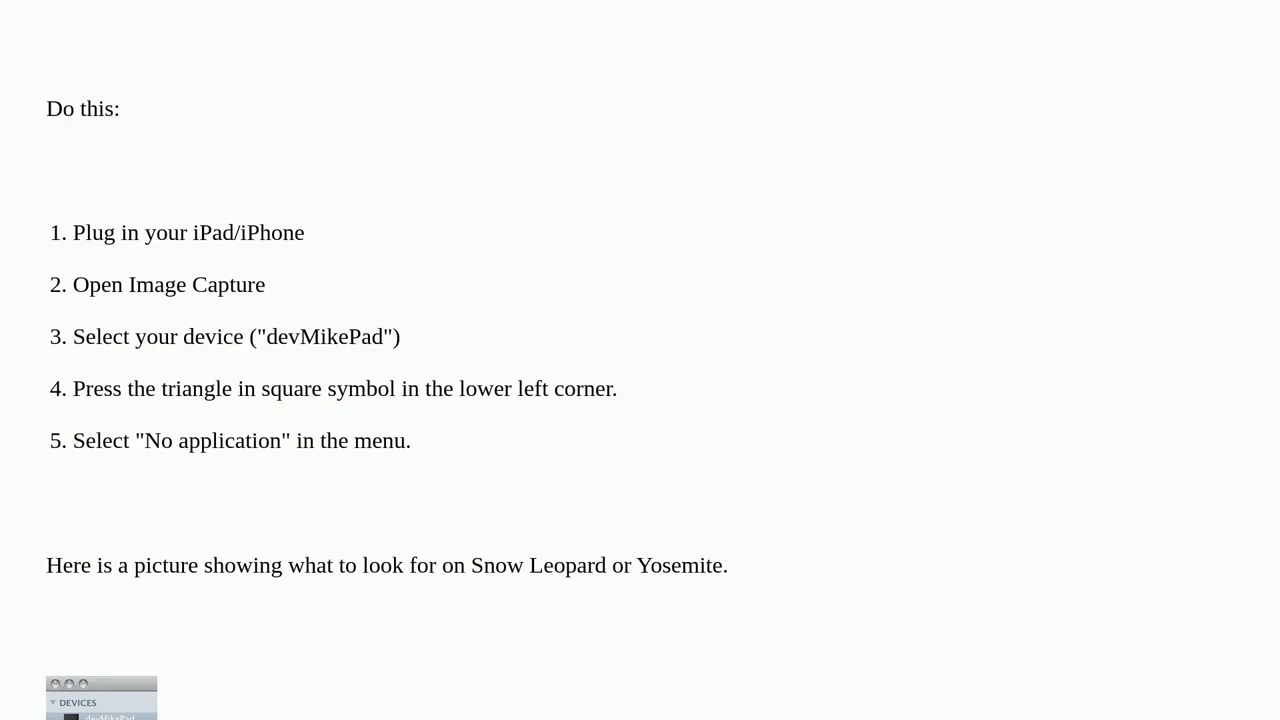 Do this:
1. Plug in your iPad/iPhone
2. Open Image Capture
3. Select your device ("devMikePad")
4. Press the triangle in square symbol in the lower left corner.
5. Select "No application" in the menu.
Here is a picture showing what to look for on Snow Leopard or Yosemite.
DEVICES
devMikePad